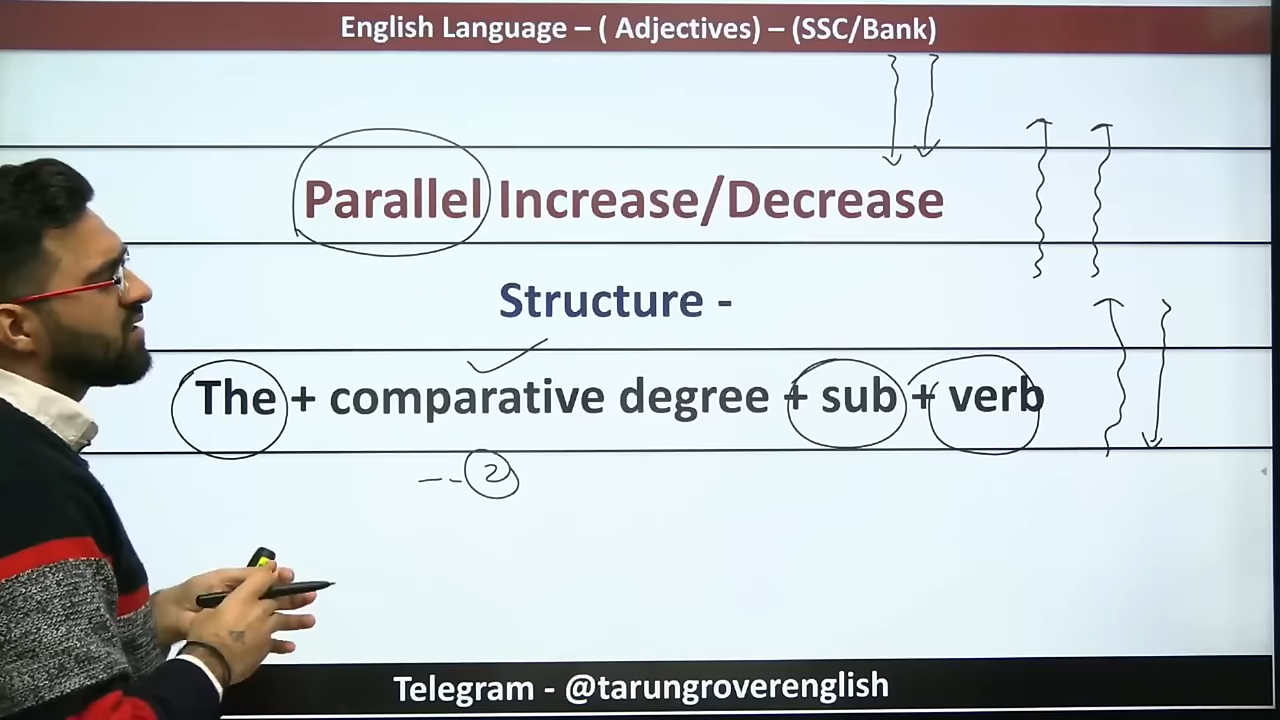 English Language – ( Adjectives) – (SSC/Bank)
Parallel Increase/Decrease
Structure -
The + comparative degree + sub + verb
--2
Telegram - @tarungroverenglish